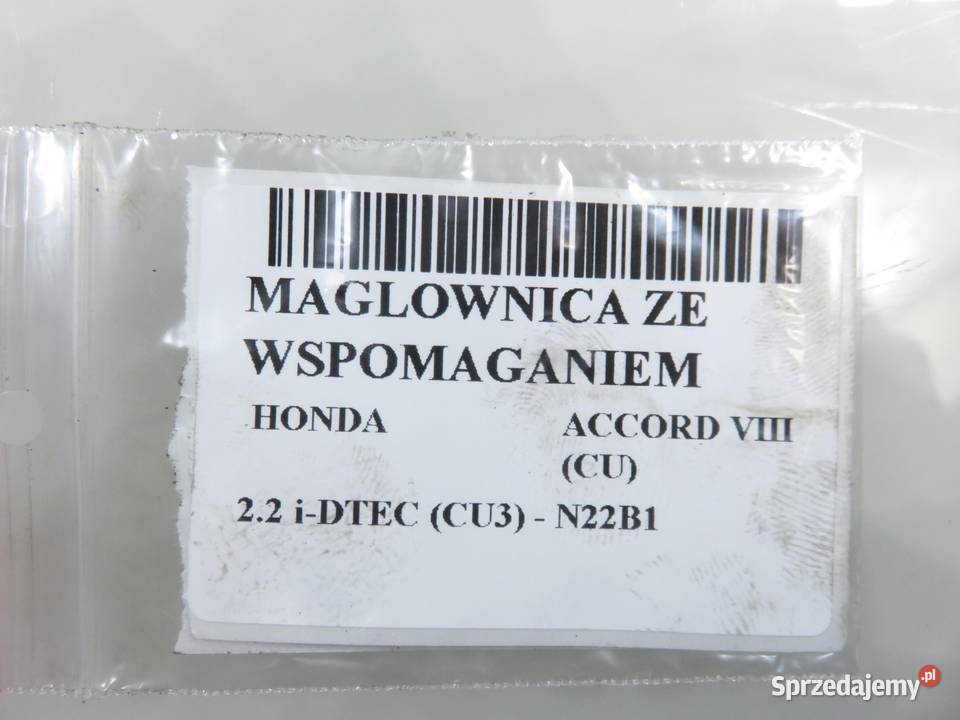 MAGLOWNICA ZE
WSPOMAGANIEM
HONDA ACCORD VIII
(CU)
2.2 i-DTEC (CU3) - N22B1
Sprzedajemy.pl